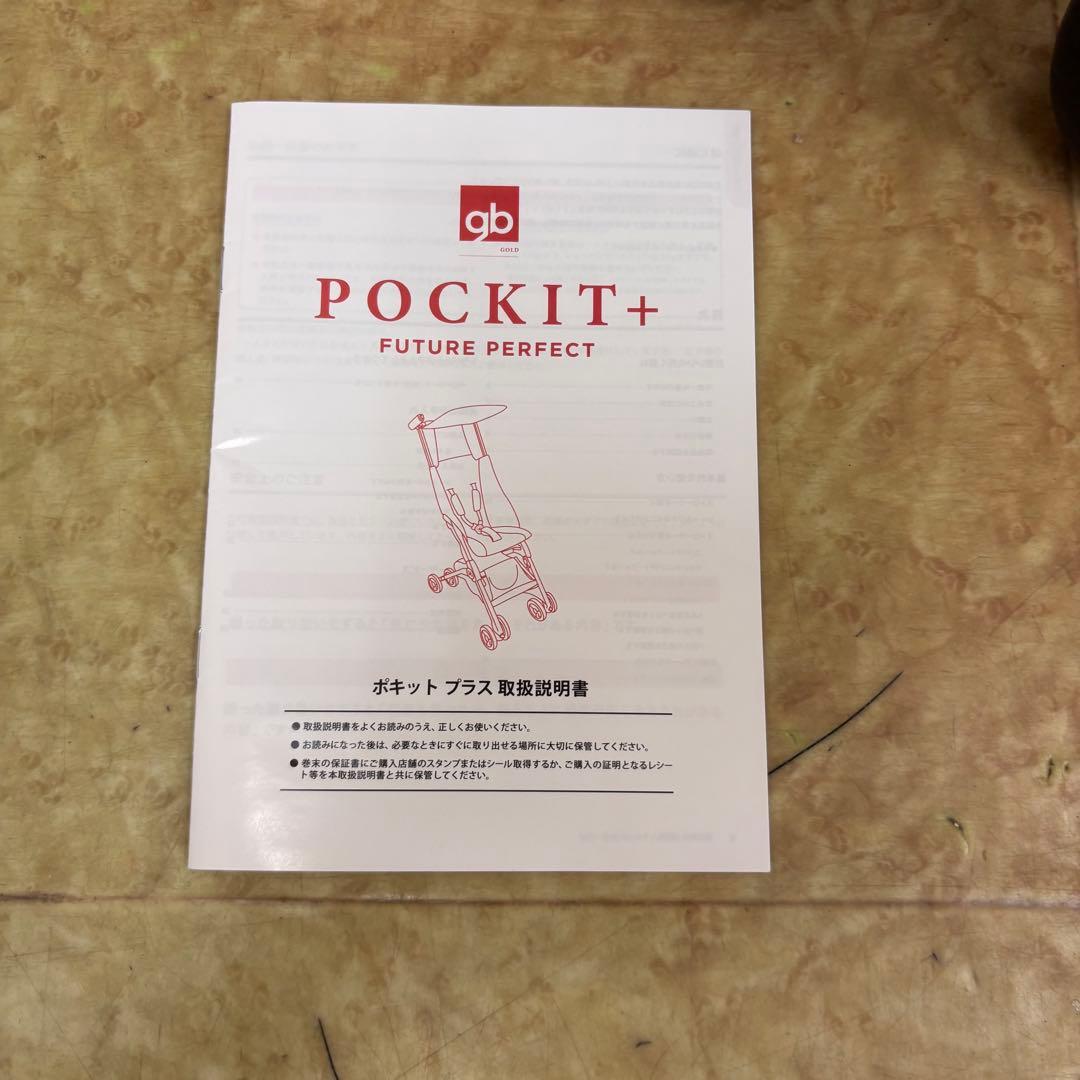 gb
GOLD
POCKIT+
FUTURE PERFECT
ポキット プラス 取扱説明書
● 取扱説明書をよくお読みのうえ、正しくお使いください。
● お読みになった後は、必要なときにすぐに取り出せる場所に大切に保管してください。
● 巻末の保証書にご購入店舗のスタンプまたはシール取得するか、ご購入の証明となるレシー
ト等を本取扱説明書と共に保管してください。